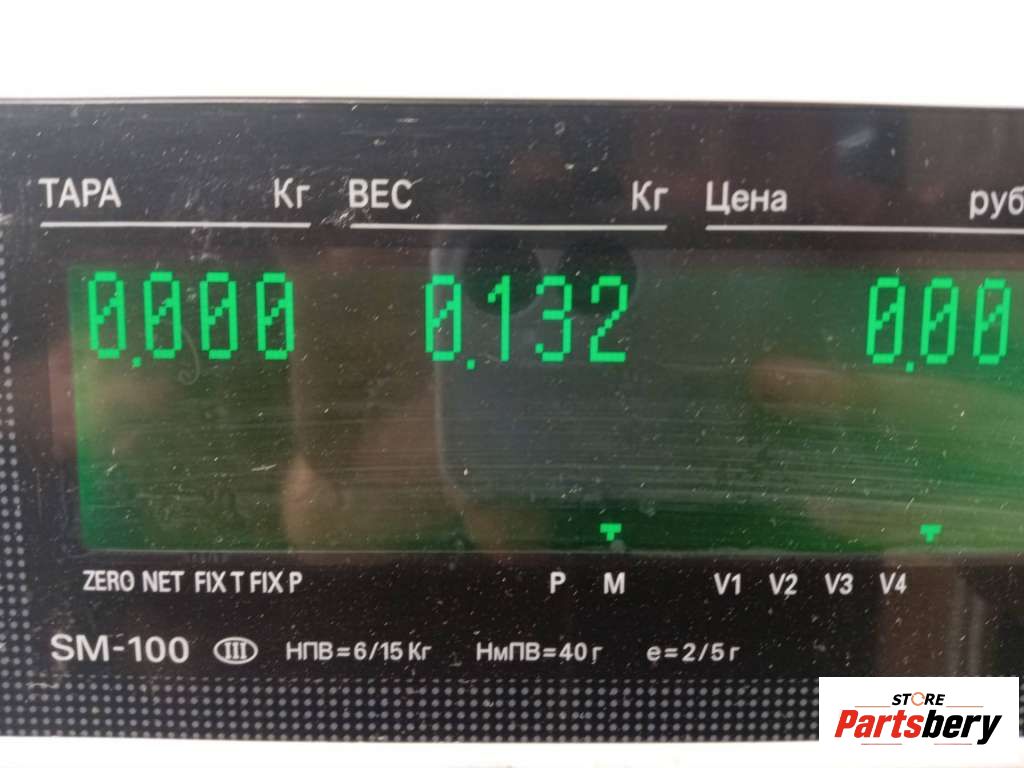 ТАРА Кг ВЕС Кг Цена руб
0.000 0.132 0.00
ZERO NET FIX T FIX P P M V1 V2 V3 V4
SM-100 III НПВ=6/15 Кг НмПВ=40 г e=2/5 г
STORE
Partsbery